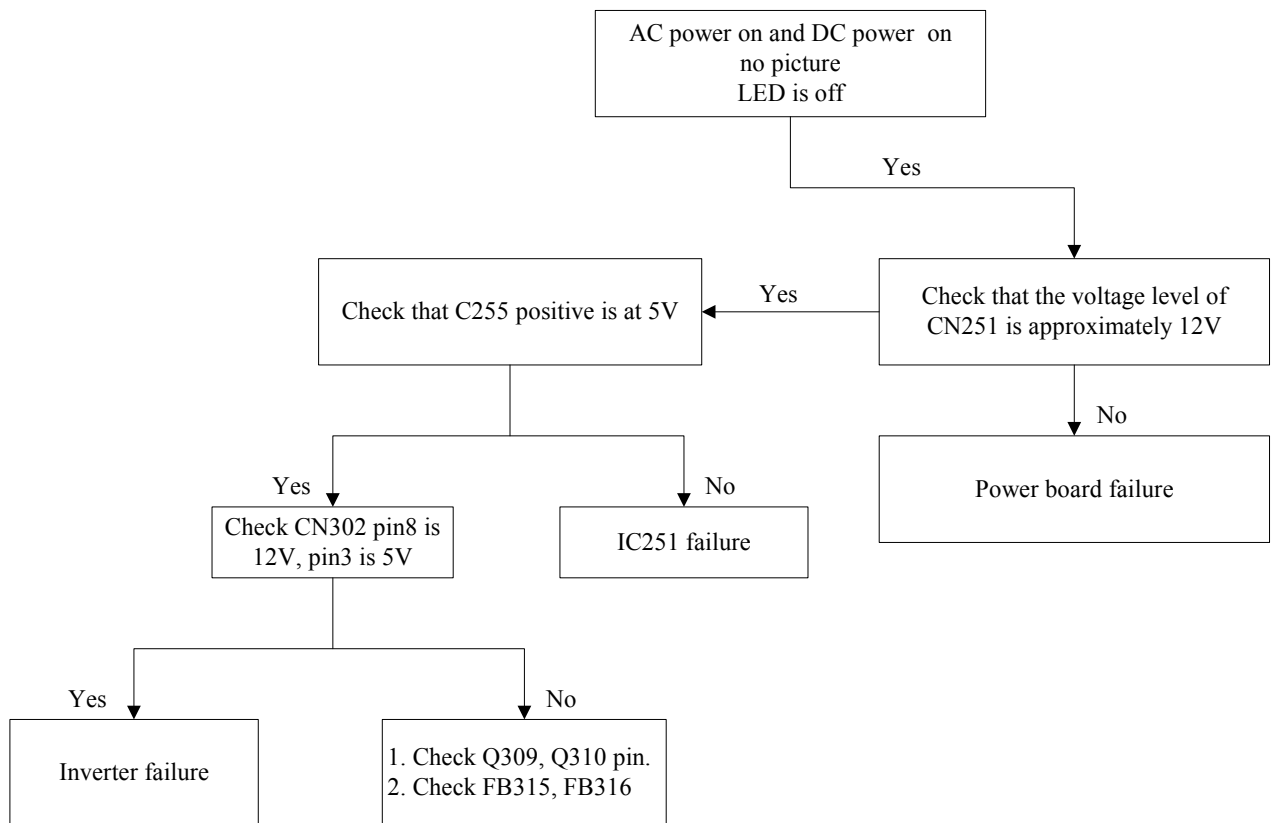 AC power on and DC power on
no picture
LED is off
Yes
Check that the voltage level of
CN251 is approximately 12V
Yes
Check that C255 positive is at 5V
No
Power board failure
Yes
No
Check CN302 pin8 is
12V, pin3 is 5V
IC251 failure
Yes
No
Inverter failure
1. Check Q309, Q310 pin.
2. Check FB315, FB316